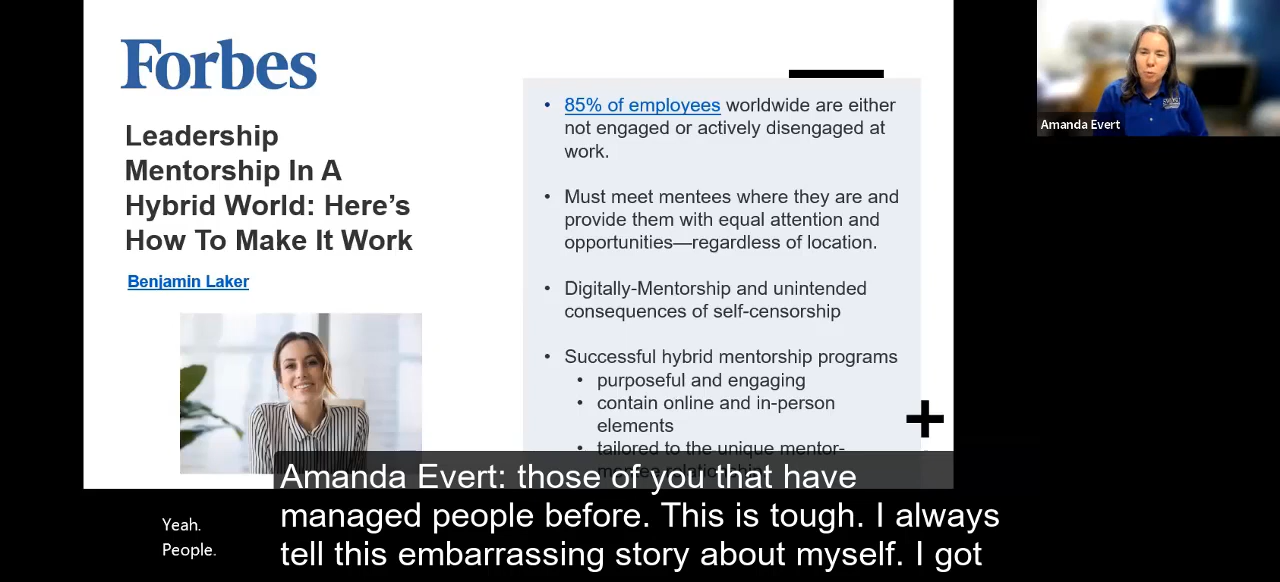 Forbes
Leadership
Mentorship In A
Hybrid World: Here's
How To Make It Work
Benjamin Laker
• 85% of employees worldwide are either
not engaged or actively disengaged at
work.
• Must meet mentees where they are and
provide them with equal attention and
opportunities—regardless of location.
• Digitally-Mentorship and unintended
consequences of self-censorship
• Successful hybrid mentorship programs
• purposeful and engaging
• contain online and in-person
elements
• tailored to the unique mentor-
Amanda Evert
Yeah.
People.
Amanda Evert: those of you that have
managed people before. This is tough. I always
tell this embarrassing story about myself. I got